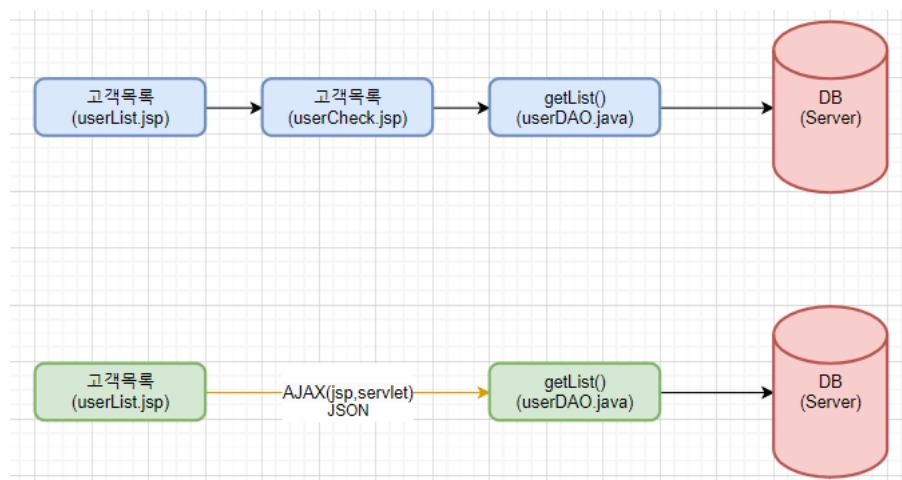 고객목록
(userList.jsp)
고객목록
(userCheck.jsp)
getList()
(userDAO.java)
DB
(Server)
고객목록
(userList.jsp)
AJAX(jsp,servlet)
JSON
getList()
(userDAO.java)
DB
(Server)